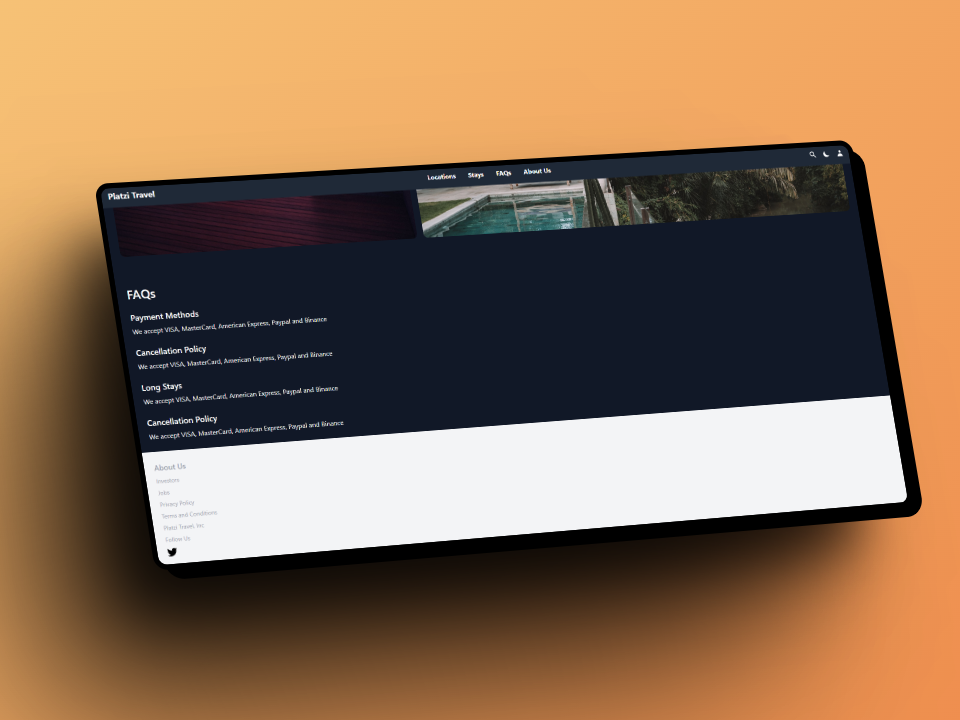 Platzi Travel
Locations Stays FAQs About Us
FAQs
Payment Methods
We accept VISA, MasterCard, American Express, Paypal and Binance
Cancellation Policy
We accept VISA, MasterCard, American Express, Paypal and Binance
Long Stays
We accept VISA, MasterCard, American Express, Paypal and Binance
Cancellation Policy
We accept VISA, MasterCard, American Express, Paypal and Binance
About Us
Investors
Jobs
Privacy Policy
Terms and Conditions
Platzi Travel. Inc
Follow Us